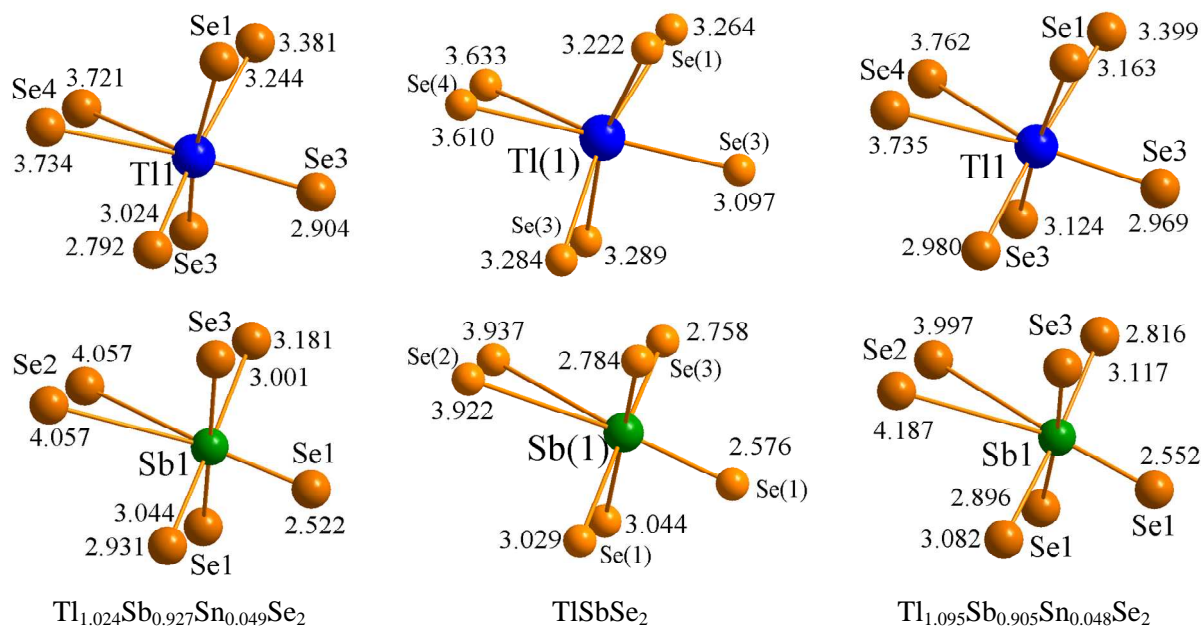 Se1
3.381
3.244
3.721
Se4
3.734
Tl1
Se3
2.904
3.024
2.792
Se3
3.264
3.222
Se(1)
3.633
Se(4)
3.610
Tl(1)
Se(3)
3.097
Se(3)
3.284
3.289
Se1
3.399
3.163
3.762
Se4
3.735
Tl1
Se3
2.969
3.124
2.980
Se3
Se3
3.181
3.001
Se2
4.057
4.057
Sb1
Se1
2.522
3.044
2.931
Se1
2.758
2.784
Se(3)
3.937
Se(2)
3.922
Sb(1)
2.576
Se(1)
3.029
3.044
Se(1)
Se3
2.816
3.117
3.997
Se2
4.187
Sb1
2.552
Se1
2.896
3.082
Se1
Tl1.024Sb0.927Sn0.049Se2
TlSbSe2
Tl1.095Sb0.905Sn0.048Se2